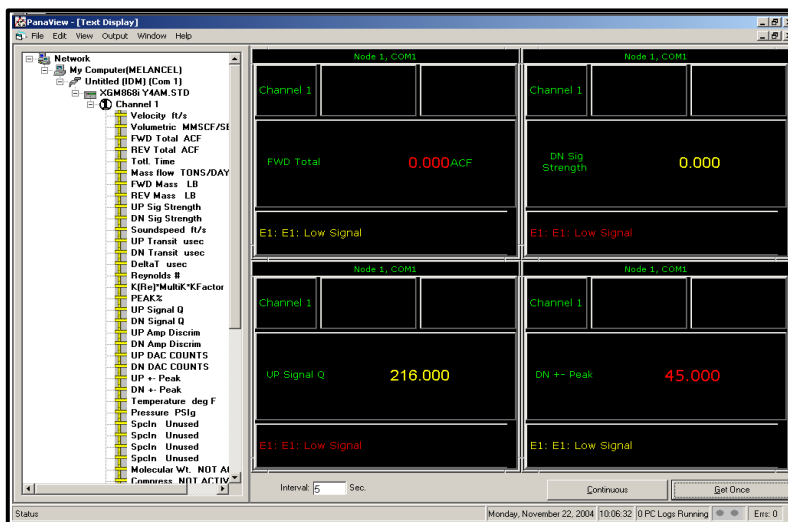 PanaView - [Text Display]
File Edit View Output Window Help
Network
My Computer(MELANCEL)
Untitled (IDM) (Com 1)
XGM868i Y4AM.STD
1 Channel 1
Velocity ft/s
Volumetric MMSCF/SE
FWD Total ACF
REV Total ACF
Totl. Time
Mass flow TONS/DAY
FWD Mass LB
REV Mass LB
UP Sig Strength
DN Sig Strength
Soundspeed ft/s
UP Transit usec
DN Transit usec
DeltaT usec
Reynolds #
K(Re)*MultiK*KFactor
PEAK%
UP Signal Q
DN Signal Q
UP Amp Discrim
DN Amp Discrim
UP DAC COUNTS
DN DAC COUNTS
UP +- Peak
DN +- Peak
Temperature deg F
Pressure PSIg
SpcIn Unused
SpcIn Unused
SpcIn Unused
SpcIn Unused
Molecular Wt. NOT AC
Compress NOT ACTIV
Node 1, COM1
Channel 1
FWD Total 0.000 ACF
E1: E1: Low Signal
Node 1, COM1
Channel 1
DN Sig
Strength 0.000
E1: E1: Low Signal
Node 1, COM1
Channel 1
UP Signal Q 216.000
E1: E1: Low Signal
Node 1, COM1
Channel 1
DN +- Peak 45.000
E1: E1: Low Signal
Interval: 5 Sec. Continuous Get Once
Status Monday, November 22, 2004 10:06:32 0 PC Logs Running Errs: 0